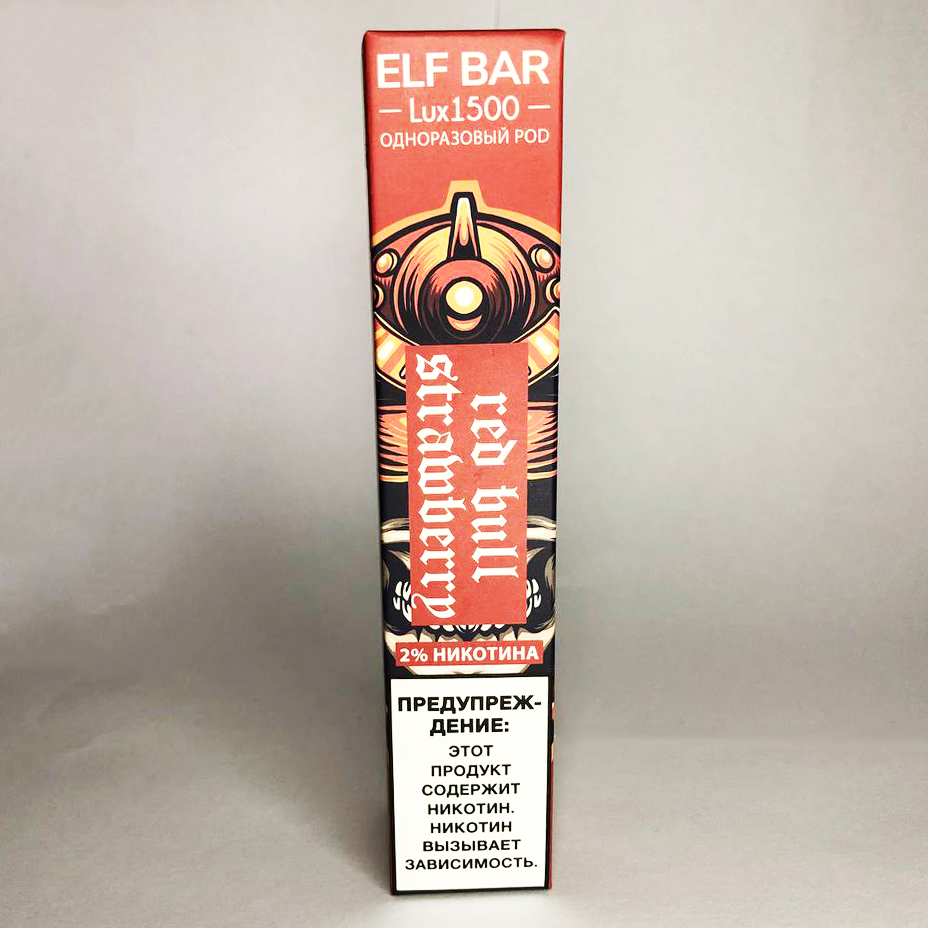 ELF BAR
Lux1500
ОДНОРАЗОВЫЙ POD
red bull
strawberry
2% НИКОТИНА
ПРЕДУПРЕЖ-
ДЕНИЕ:
ЭТОТ
ПРОДУКТ
СОДЕРЖИТ
НИКОТИН.
НИКОТИН
ВЫЗЫВАЕТ
ЗАВИСИМОСТЬ.